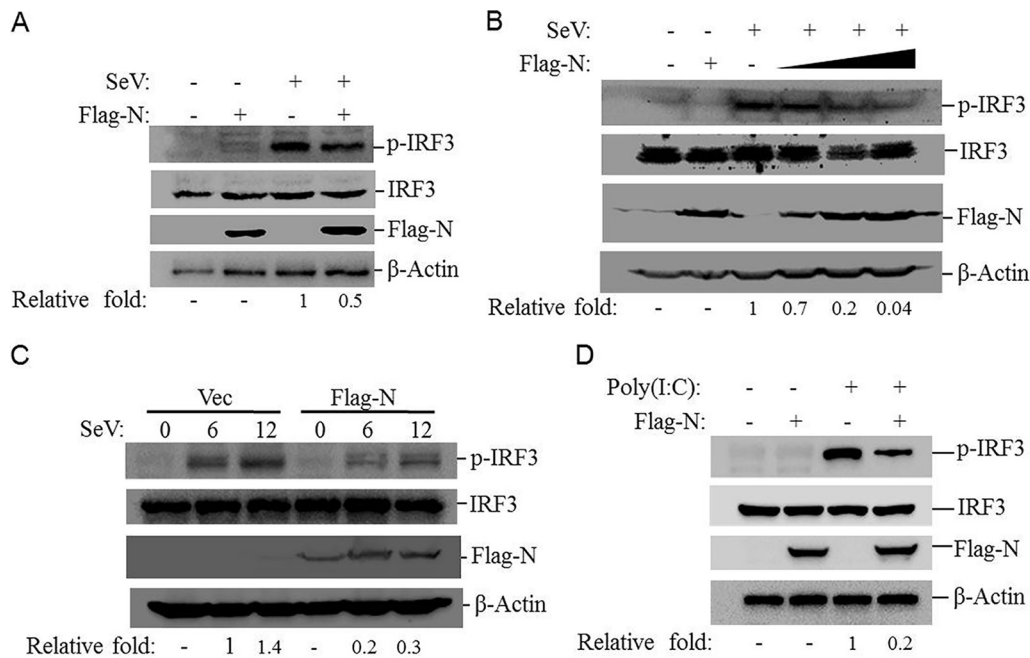 A
SeV: - - + +
Flag-N: - + - +
p-IRF3
IRF3
Flag-N
β-Actin
Relative fold: - - 1 0.5
B
SeV: - - + + + +
Flag-N: - + -
p-IRF3
IRF3
Flag-N
β-Actin
Relative fold: - - 1 0.7 0.2 0.04
C
Vec Flag-N
SeV: 0 6 12 0 6 12
p-IRF3
IRF3
Flag-N
β-Actin
Relative fold: - 1 1.4 - 0.2 0.3
D
Poly(I:C): - - + +
Flag-N: - + - +
p-IRF3
IRF3
Flag-N
β-Actin
Relative fold: - - 1 0.2